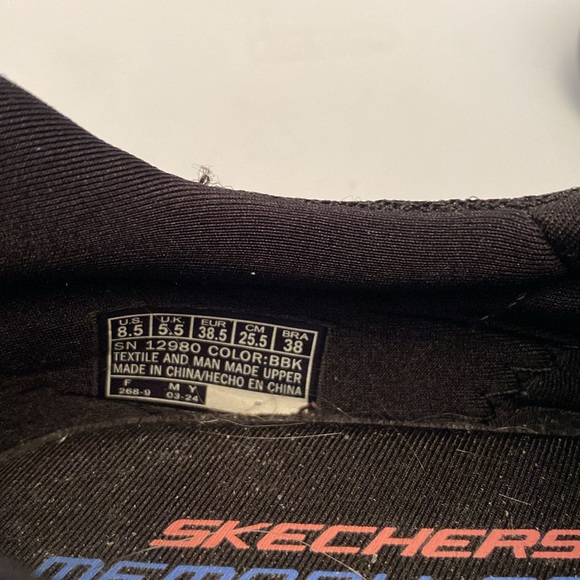 U.S U.K EUR CM BRA
8.5 5.5 38.5 25.5 38
SN 12980 COLOR:BBK
TEXTILE AND MAN MADE UPPER
MADE IN CHINA/HECHO EN CHINA
F M Y
268-9 03-24
SKECHERS